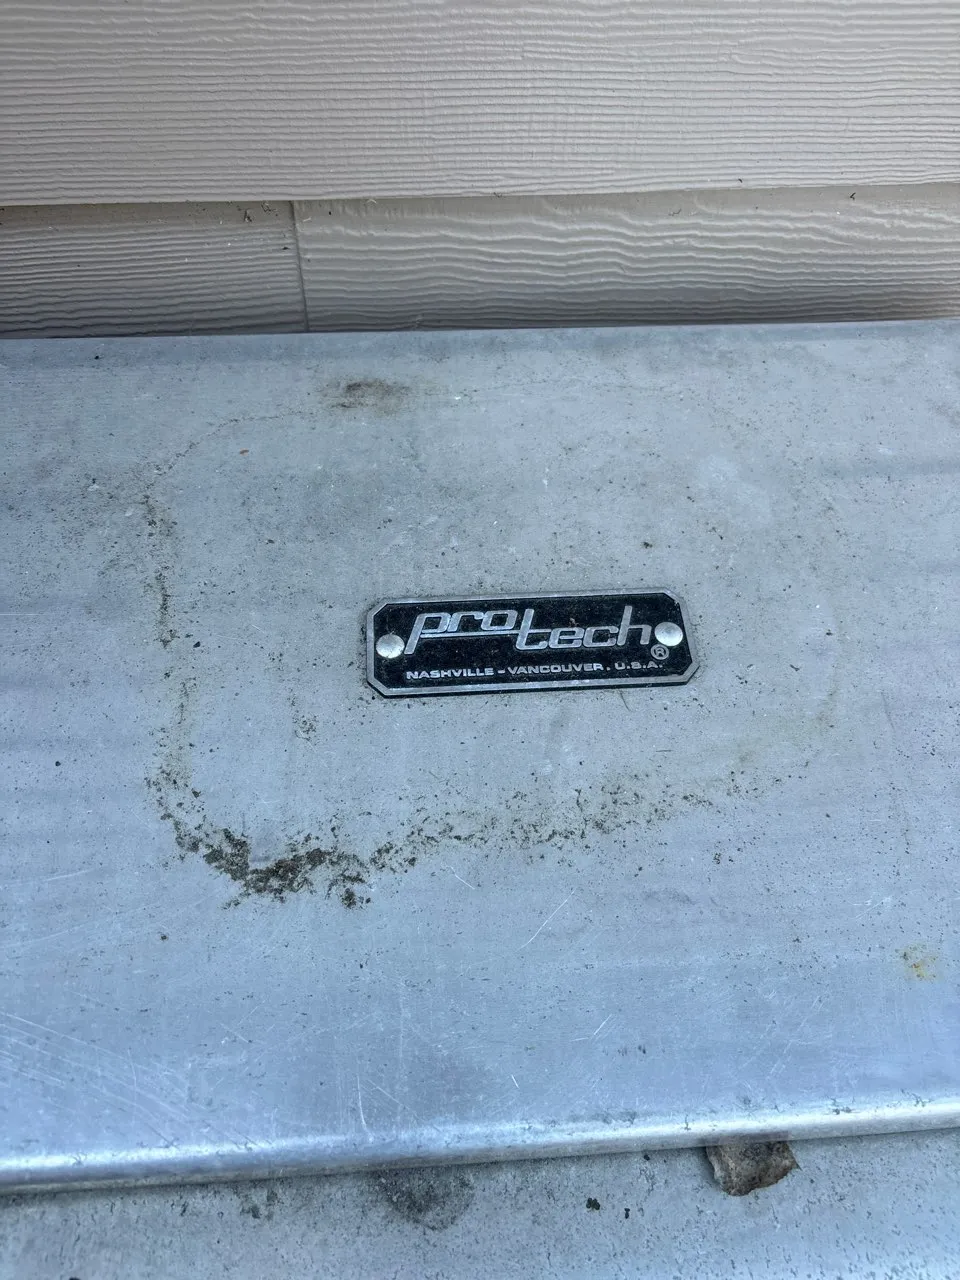 protech
®
NASHVILLE - VANCOUVER, U.S.A.